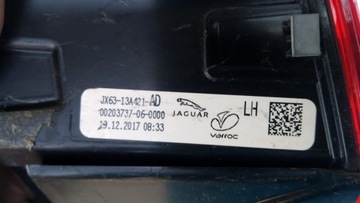 JX63-13A421-AD
00203737-06-0000
19.12.2017 08:33
JAGUAR
varroc
LH